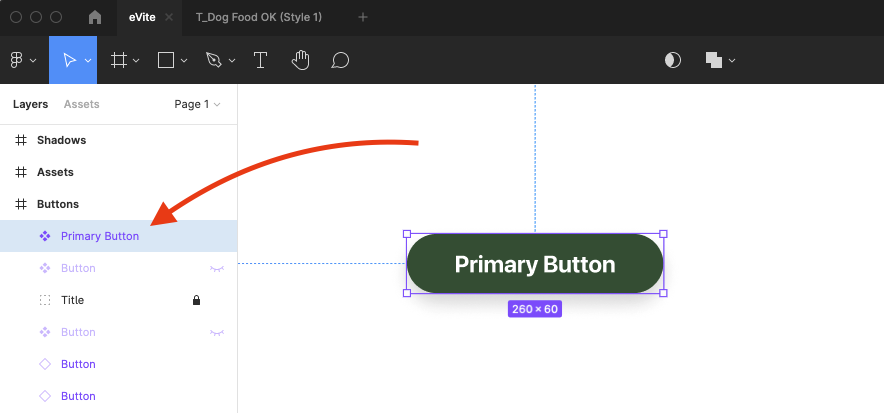 eVite
T_Dog Food OK (Style 1)
Layers Assets Page 1
Shadows
Assets
Buttons
Primary Button
Button
Title
Button
Button
Button
Primary Button
260 × 60